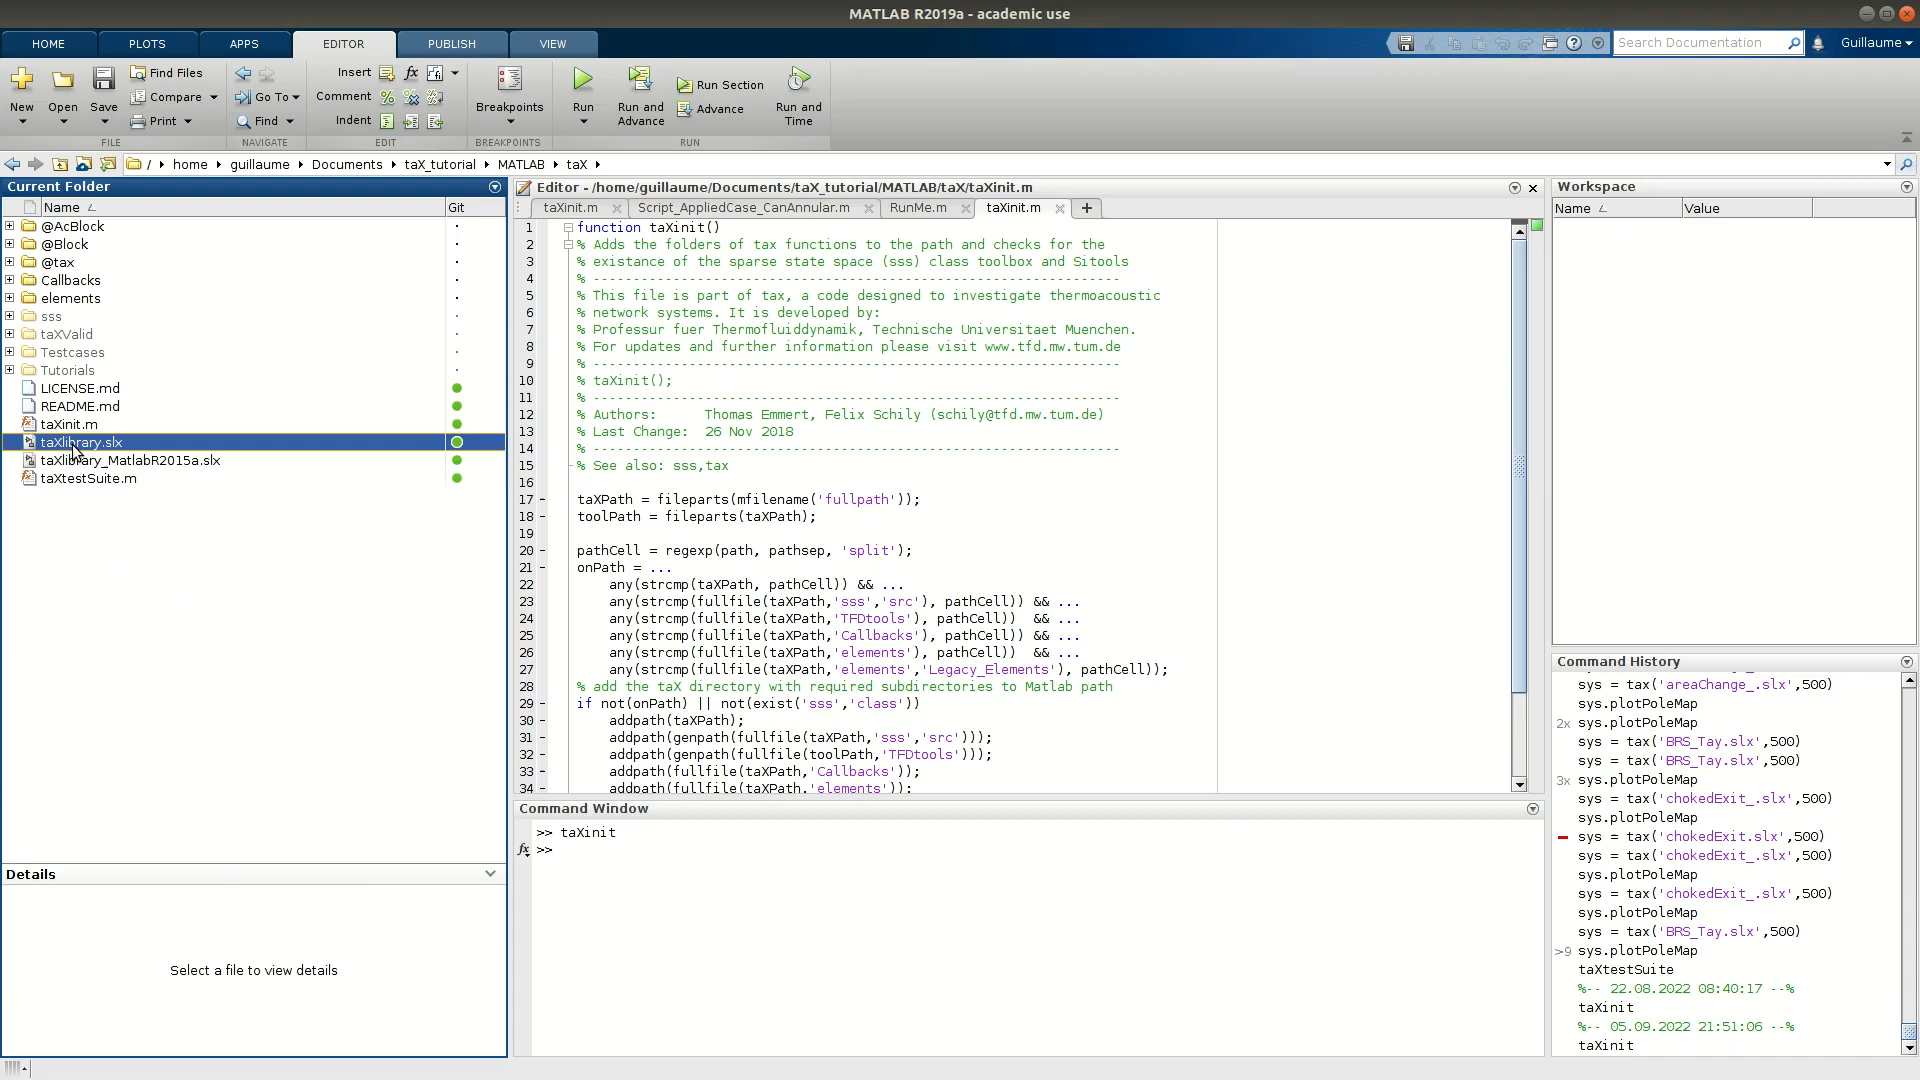 MATLAB R2019a - academic use
HOME PLOTS APPS EDITOR PUBLISH VIEW
Search Documentation
Guillaume
New
Open
Save
Find Files
Compare
Print
FILE
Go To
Find
NAVIGATE
Insert
Comment
Indent
EDIT
Breakpoints
BREAKPOINTS
Run
Run and Advance
Run Section
Advance
Run and Time
RUN
/ home guillaume Documents taX_tutorial MATLAB taX
Current Folder
Name Git
@AcBlock
@Block
@tax
Callbacks
elements
sss
taXValid
Testcases
Tutorials
LICENSE.md
README.md
taXinit.m
taXlibrary.slx
taXlibrary_MatlabR2015a.slx
taXtestSuite.m
Details
Select a file to view details
Editor - /home/guillaume/Documents/taX_tutorial/MATLAB/taX/taXinit.m
taXinit.m Script_AppliedCase_CanAnnular.m RunMe.m taXinit.m
1 function taXinit()
2 % Adds the folders of tax functions to the path and checks for the
3 % existance of the sparse state space (sss) class toolbox and Sitools
4 % ------------------------------------------------------------------
5 % This file is part of tax, a code designed to investigate thermoacoustic
6 % network systems. It is developed by:
7 % Professur fuer Thermofluiddynamik, Technische Universitaet Muenchen.
8 % For updates and further information please visit www.tfd.mw.tum.de
9 % ------------------------------------------------------------------
10 % taXinit();
11 % ------------------------------------------------------------------
12 % Authors:      Thomas Emmert, Felix Schily (schily@tfd.mw.tum.de)
13 % Last Change:  26 Nov 2018
14 % ------------------------------------------------------------------
15 % See also: sss,tax
16
17 - taXPath = fileparts(mfilename('fullpath'));
18 - toolPath = fileparts(taXPath);
19
20 - pathCell = regexp(path, pathsep, 'split');
21 - onPath = ...
22 any(strcmp(taXPath, pathCell)) && ...
23 any(strcmp(fullfile(taXPath,'sss','src'), pathCell)) && ...
24 any(strcmp(fullfile(taXPath,'TFDtools'), pathCell))  && ...
25 any(strcmp(fullfile(taXPath,'Callbacks'), pathCell)) && ...
26 any(strcmp(fullfile(taXPath,'elements'), pathCell))  && ...
27 any(strcmp(fullfile(taXPath,'elements','Legacy_Elements'), pathCell));
28 % add the taX directory with required subdirectories to Matlab path
29 - if not(onPath) || not(exist('sss','class'))
30 - addpath(taXPath);
31 - addpath(genpath(fullfile(taXPath,'sss','src')));
32 - addpath(genpath(fullfile(toolPath,'TFDtools')));
33 - addpath(fullfile(taXPath,'Callbacks'));
34 - addpath(fullfile(taXPath,'elements'));
Command Window
>> taXinit
fx >>
Workspace
Name Value
Command History
sys = tax('areaChange_.slx',500)
sys.plotPoleMap
2x sys.plotPoleMap
sys = tax('BRS_Tay.slx',500)
sys = tax('BRS_Tay.slx',500)
3x sys.plotPoleMap
sys = tax('chokedExit_.slx',500)
sys.plotPoleMap
sys = tax('chokedExit.slx',500)
sys = tax('chokedExit_.slx',500)
sys.plotPoleMap
sys = tax('chokedExit_.slx',500)
sys.plotPoleMap
sys = tax('BRS_Tay.slx',500)
>9 sys.plotPoleMap
taXtestSuite
%-- 22.08.2022 08:40:17 --%
taXinit
%-- 05.09.2022 21:51:06 --%
taXinit